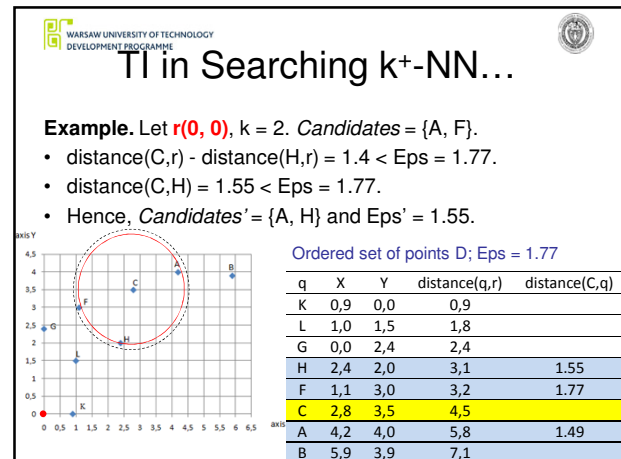 WARSAW UNIVERSITY OF TECHNOLOGY
DEVELOPMENT PROGRAMME
TI in Searching k+-NN…
Example. Let r(0, 0), k = 2. Candidates = {A, F}.
• distance(C,r) - distance(H,r) = 1.4 < Eps = 1.77.
• distance(C,H) = 1.55 < Eps = 1.77.
• Hence, Candidates’ = {A, H} and Eps’ = 1.55.
axis Y
4,5
4
3,5
3
2,5
2
1,5
1
0,5
0
A
B
C
F
G
H
L
K
0 0,5 1 1,5 2 2,5 3 3,5 4 4,5 5 5,5 6 6,5
axis
Ordered set of points D; Eps = 1.77
q X Y distance(q,r) distance(C,q)
K 0,9 0,0 0,9
L 1,0 1,5 1,8
G 0,0 2,4 2,4
H 2,4 2,0 3,1 1.55
F 1,1 3,0 3,2 1.77
C 2,8 3,5 4,5
A 4,2 4,0 5,8 1.49
B 5,9 3,9 7,1